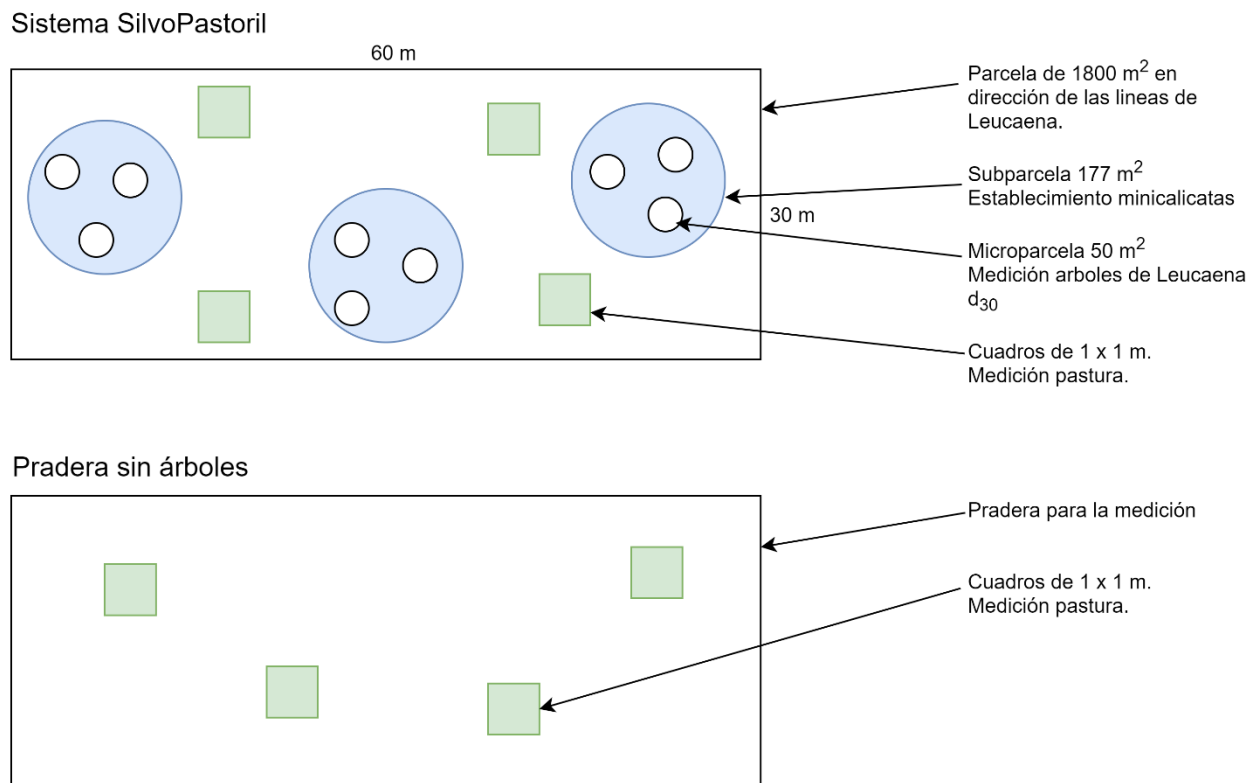 Sistema SilvoPastoril
60 m
Parcela de 1800 m2 en
dirección de las lineas de
Leucaena.
Subparcela 177 m2
Establecimiento minicalicatas
30 m
Microparcela 50 m2
Medición arboles de Leucaena
d30
Cuadros de 1 x 1 m.
Medición pastura.
Pradera sin árboles
Pradera para la medición
Cuadros de 1 x 1 m.
Medición pastura.